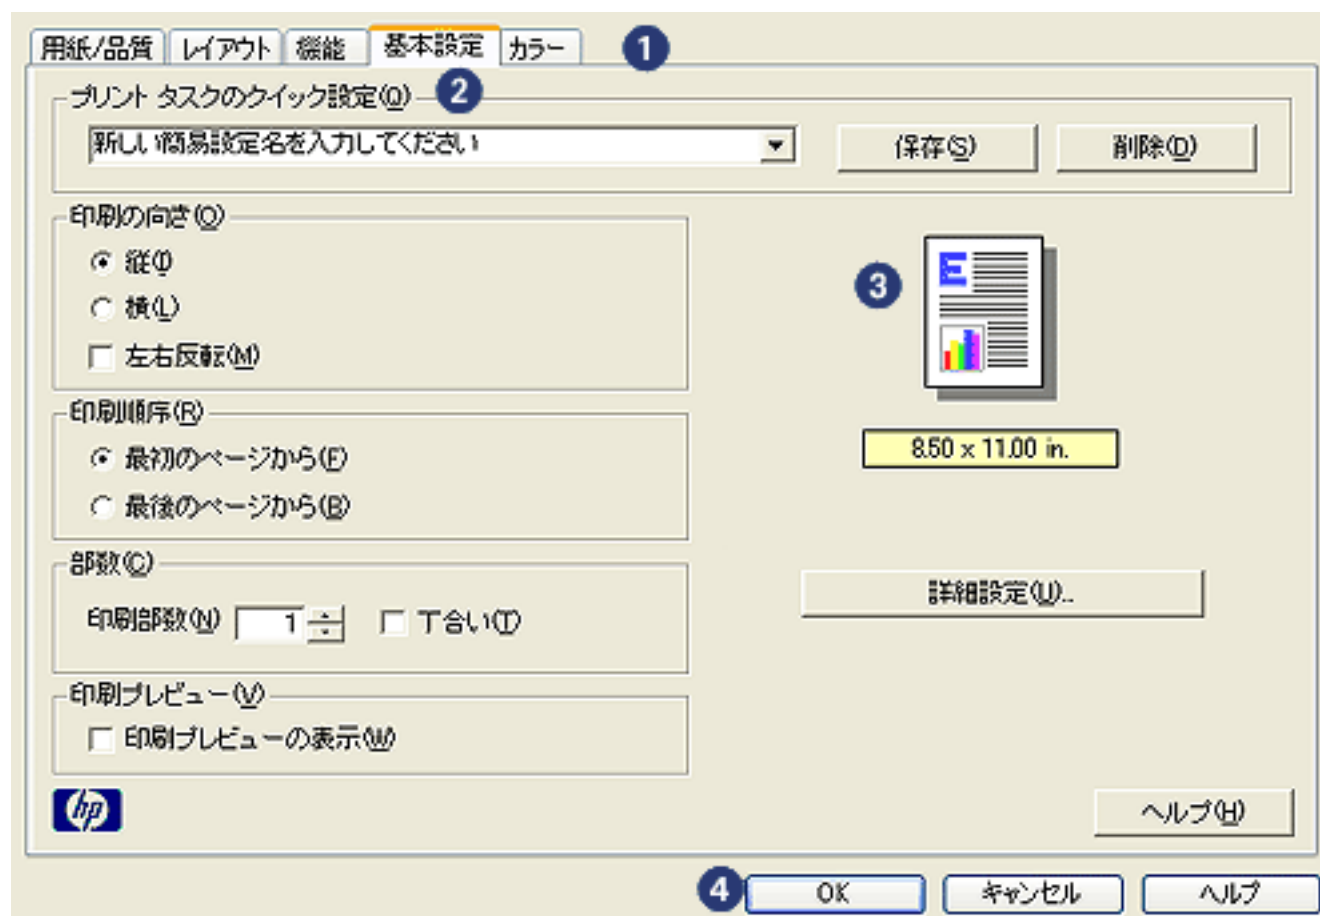 用紙/品質 レイアウト 機能 基本設定 カラー 1
プリント タスクのクイック設定(Q) 2
新しい簡易設定名を入力してください 保存(S) 削除(D)
印刷の向き(O)
縦(I)
横(L)
左右反転(M)
3
E
8.50 x 11.00 in.
印刷順序(R)
最初のページから(F)
最後のページから(B)
部数(C)
印刷部数(N) 1 丁合い(T)
詳細設定(U)...
印刷プレビュー(V)
印刷プレビューの表示(W)
hp
ヘルプ(H)
4 OK キャンセル ヘルプ